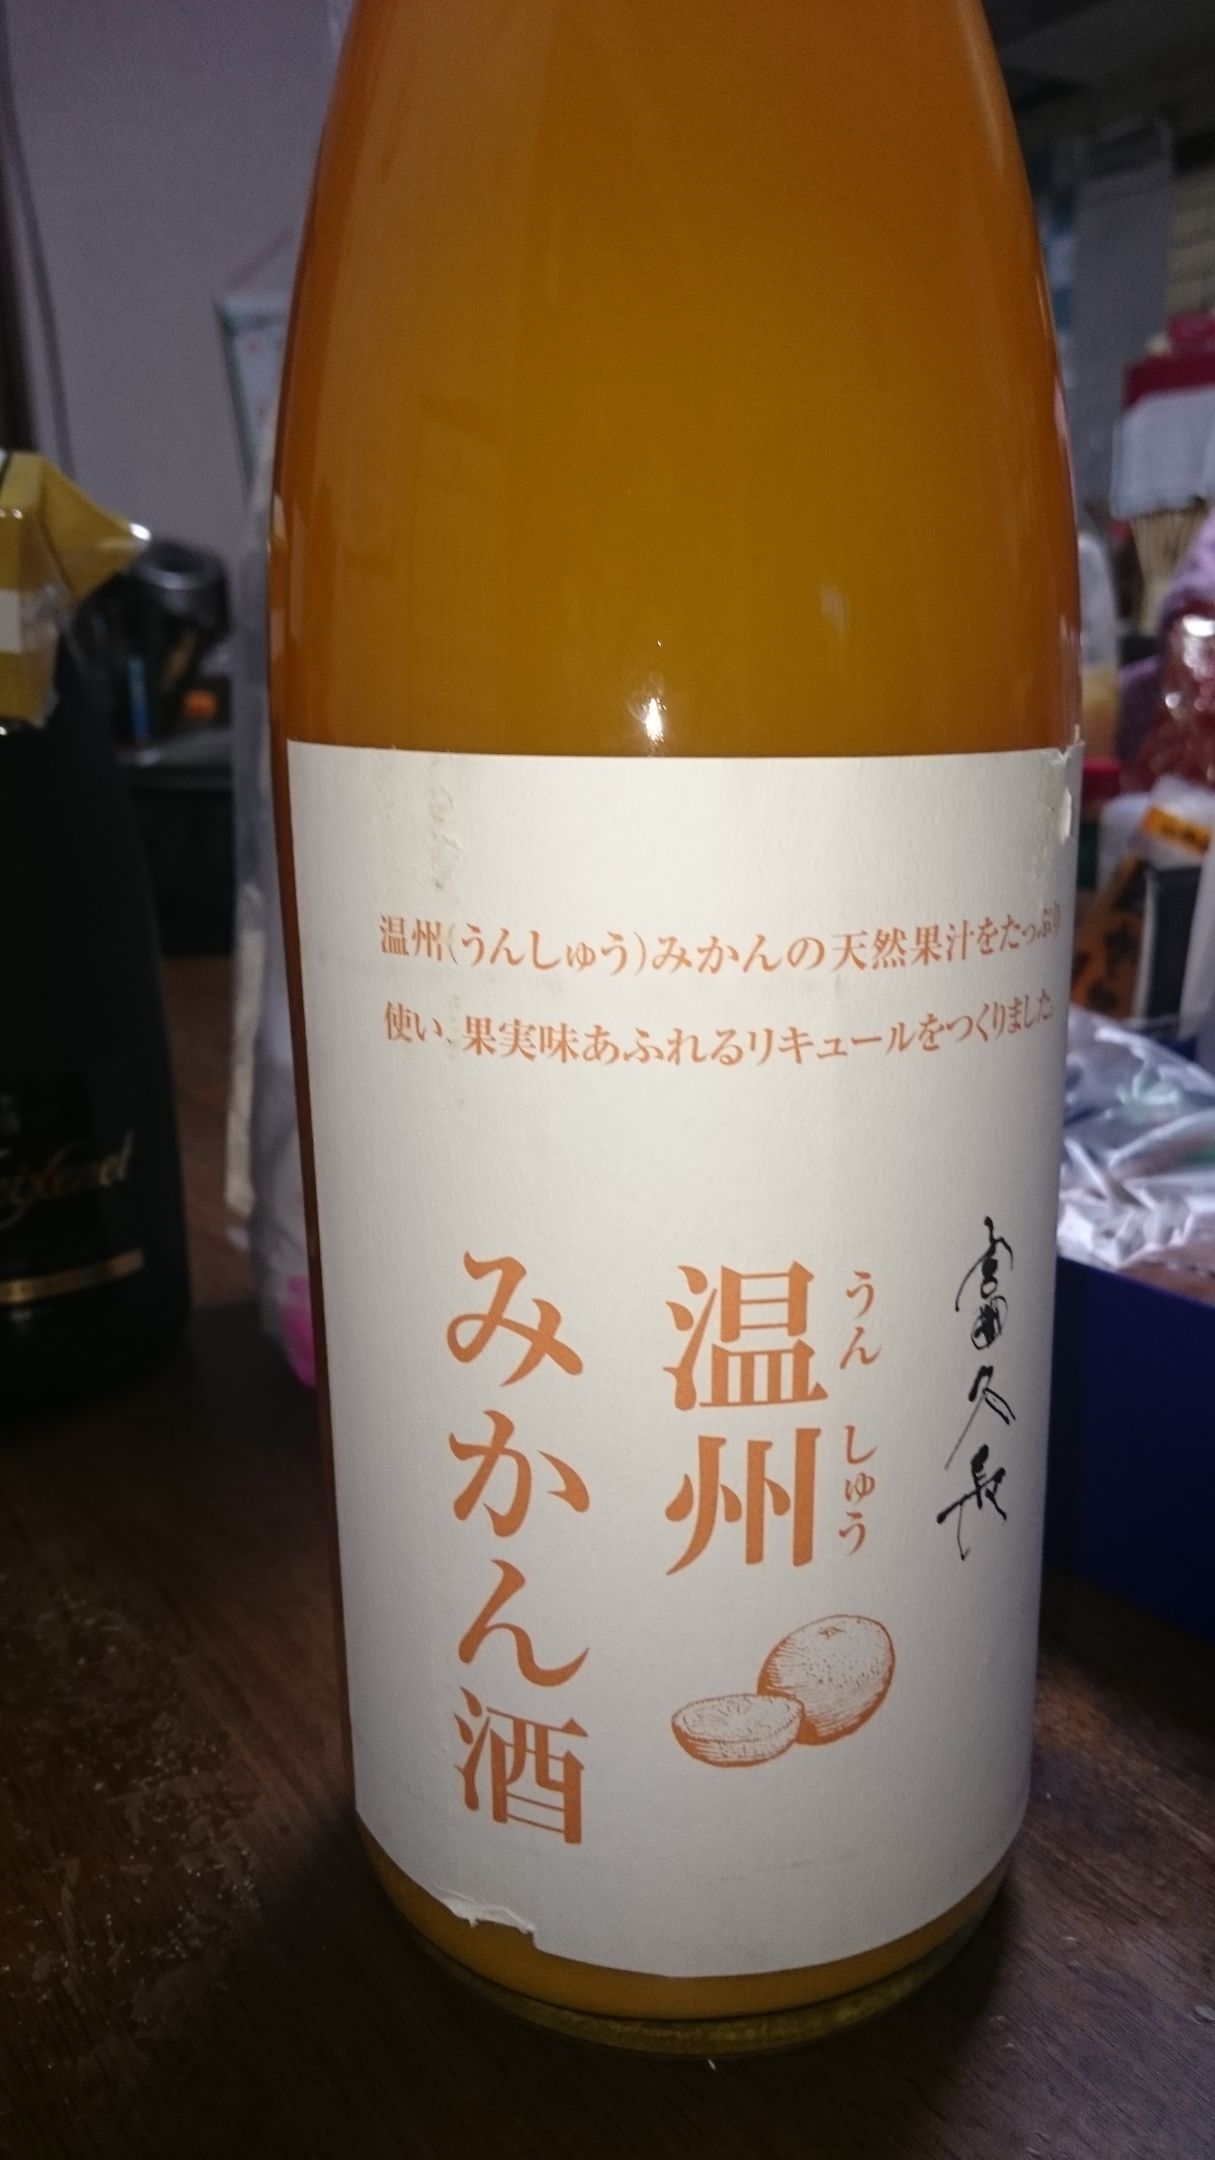 温州(うんしゅう)みかんの天然果汁をたっぷり
使い、果実味あふれるリキュールをつくりました。
富久長
うんしゅう
温州
みかん酒